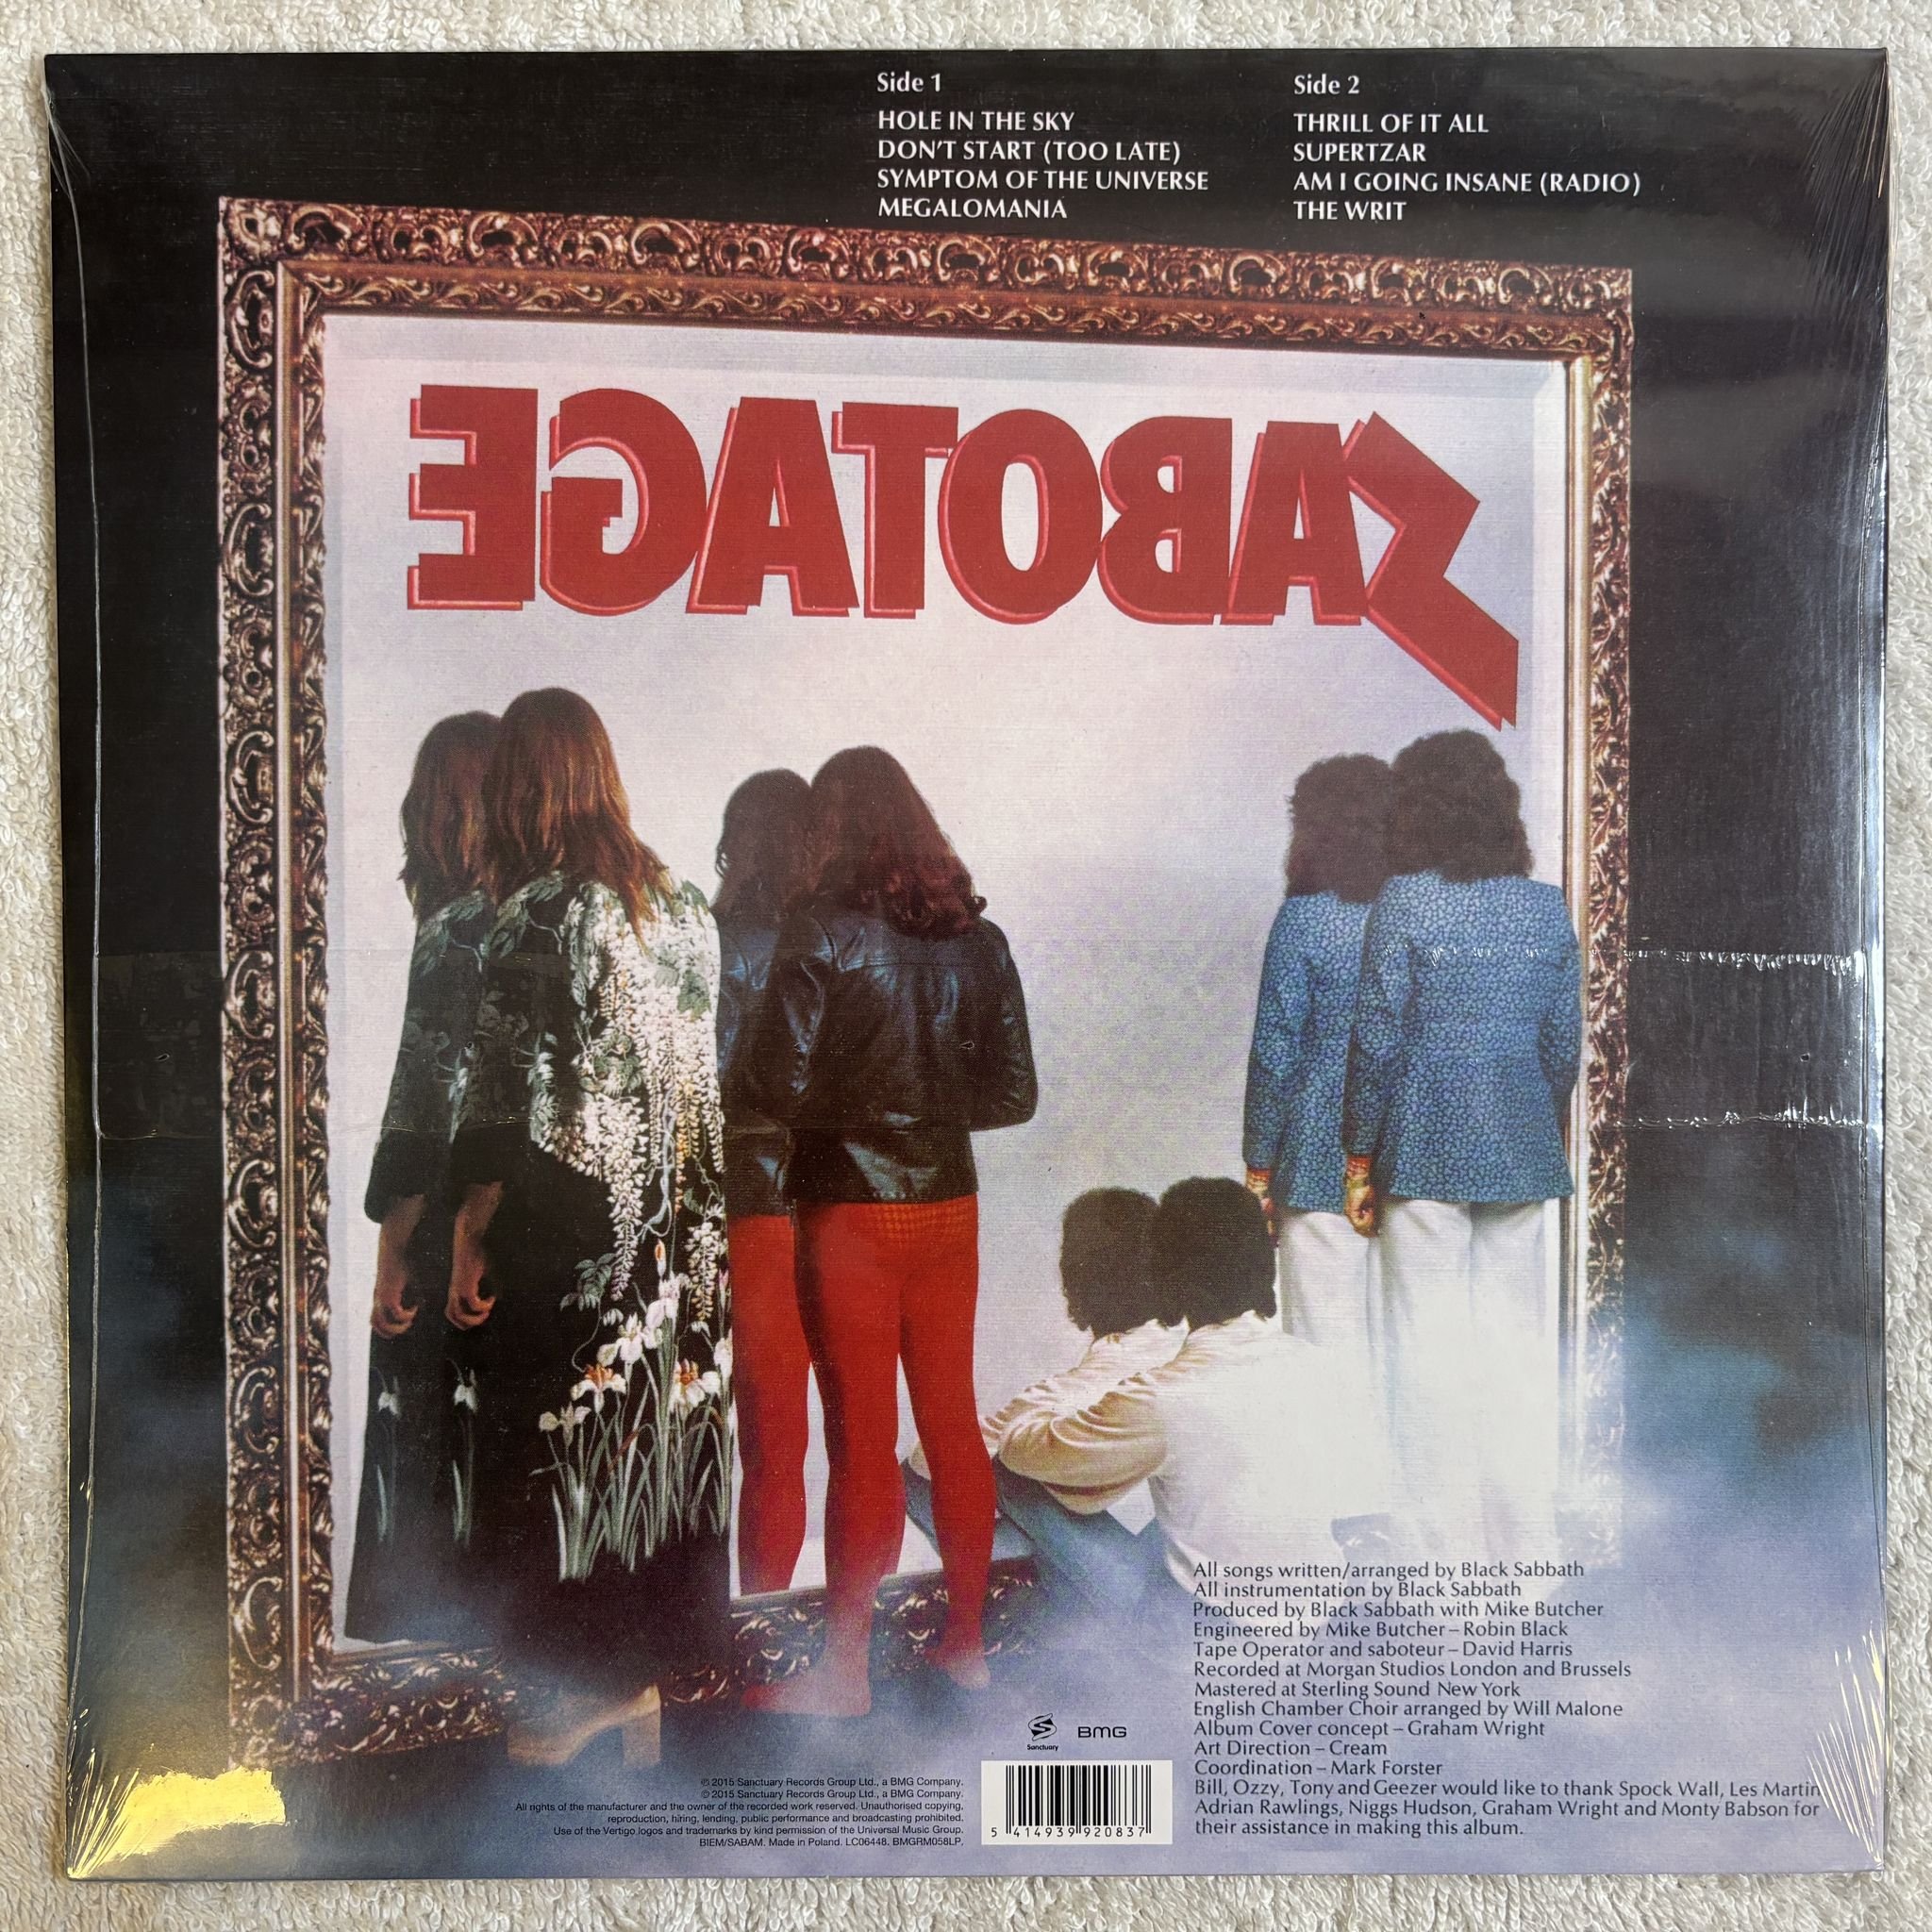 Side 1
HOLE IN THE SKY
DON'T START (TOO LATE)
SYMPTOM OF THE UNIVERSE
MEGALOMANIA
Side 2
THRILL OF IT ALL
SUPERTZAR
AM I GOING INSANE (RADIO)
THE WRIT
SABOTAGE
All songs written/arranged by Black Sabbath
All instrumentation by Black Sabbath
Produced by Black Sabbath with Mike Butcher
Engineered by Mike Butcher – Robin Black
Tape Operator and saboteur – David Harris
Recorded at Morgan Studios London and Brussels
Mastered at Sterling Sound New York
English Chamber Choir arranged by Will Malone
Album Cover concept – Graham Wright
Art Direction – Cream
Coordination – Mark Forster
Bill, Ozzy, Tony and Geezer would like to thank Spock Wall, Les Martin
Adrian Rawlings, Niggs Hudson, Graham Wright and Monty Babson for
their assistance in making this album.
Sanctuary
BMG
℗ 2015 Sanctuary Records Group Ltd., a BMG Company.
© 2015 Sanctuary Records Group Ltd., a BMG Company.
All rights of the manufacturer and the owner of the recorded work reserved. Unauthorised copying,
reproduction, hiring, lending, public performance and broadcasting prohibited.
Use of the Vertigo logos and trademarks by kind permission of the Universal Music Group.
BIEM/SABAM. Made in Poland. LC06448. BMGRM058LP.
5 414939 920837